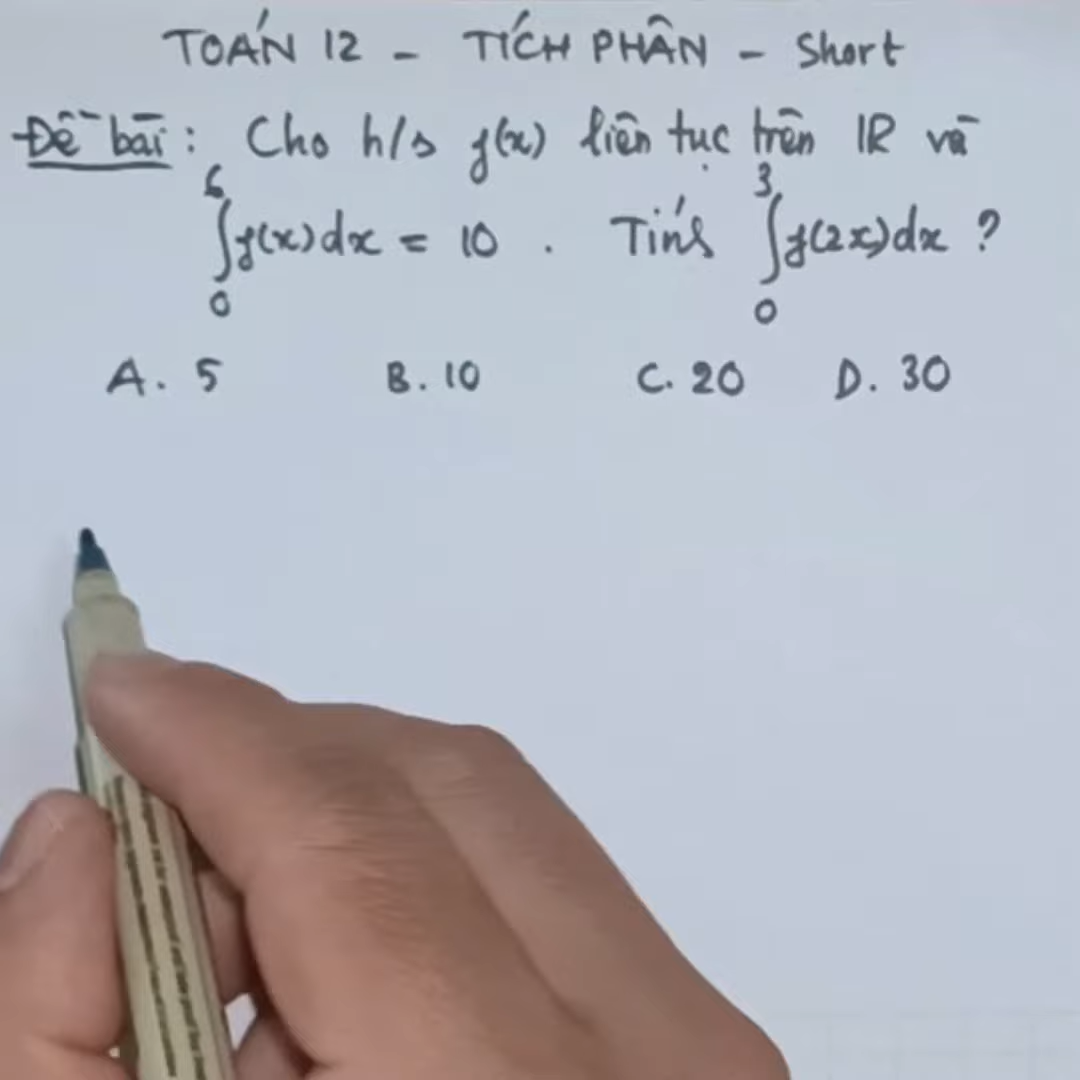 TOÁN 12 - TÍCH PHÂN - Short
Đề bài: Cho h/s f(x) liên tục trên IR và
∫₀⁶ f(x)dx = 10 . Tính ∫₀³ f(2x)dx ?
A. 5 B. 10 C. 20 D. 30